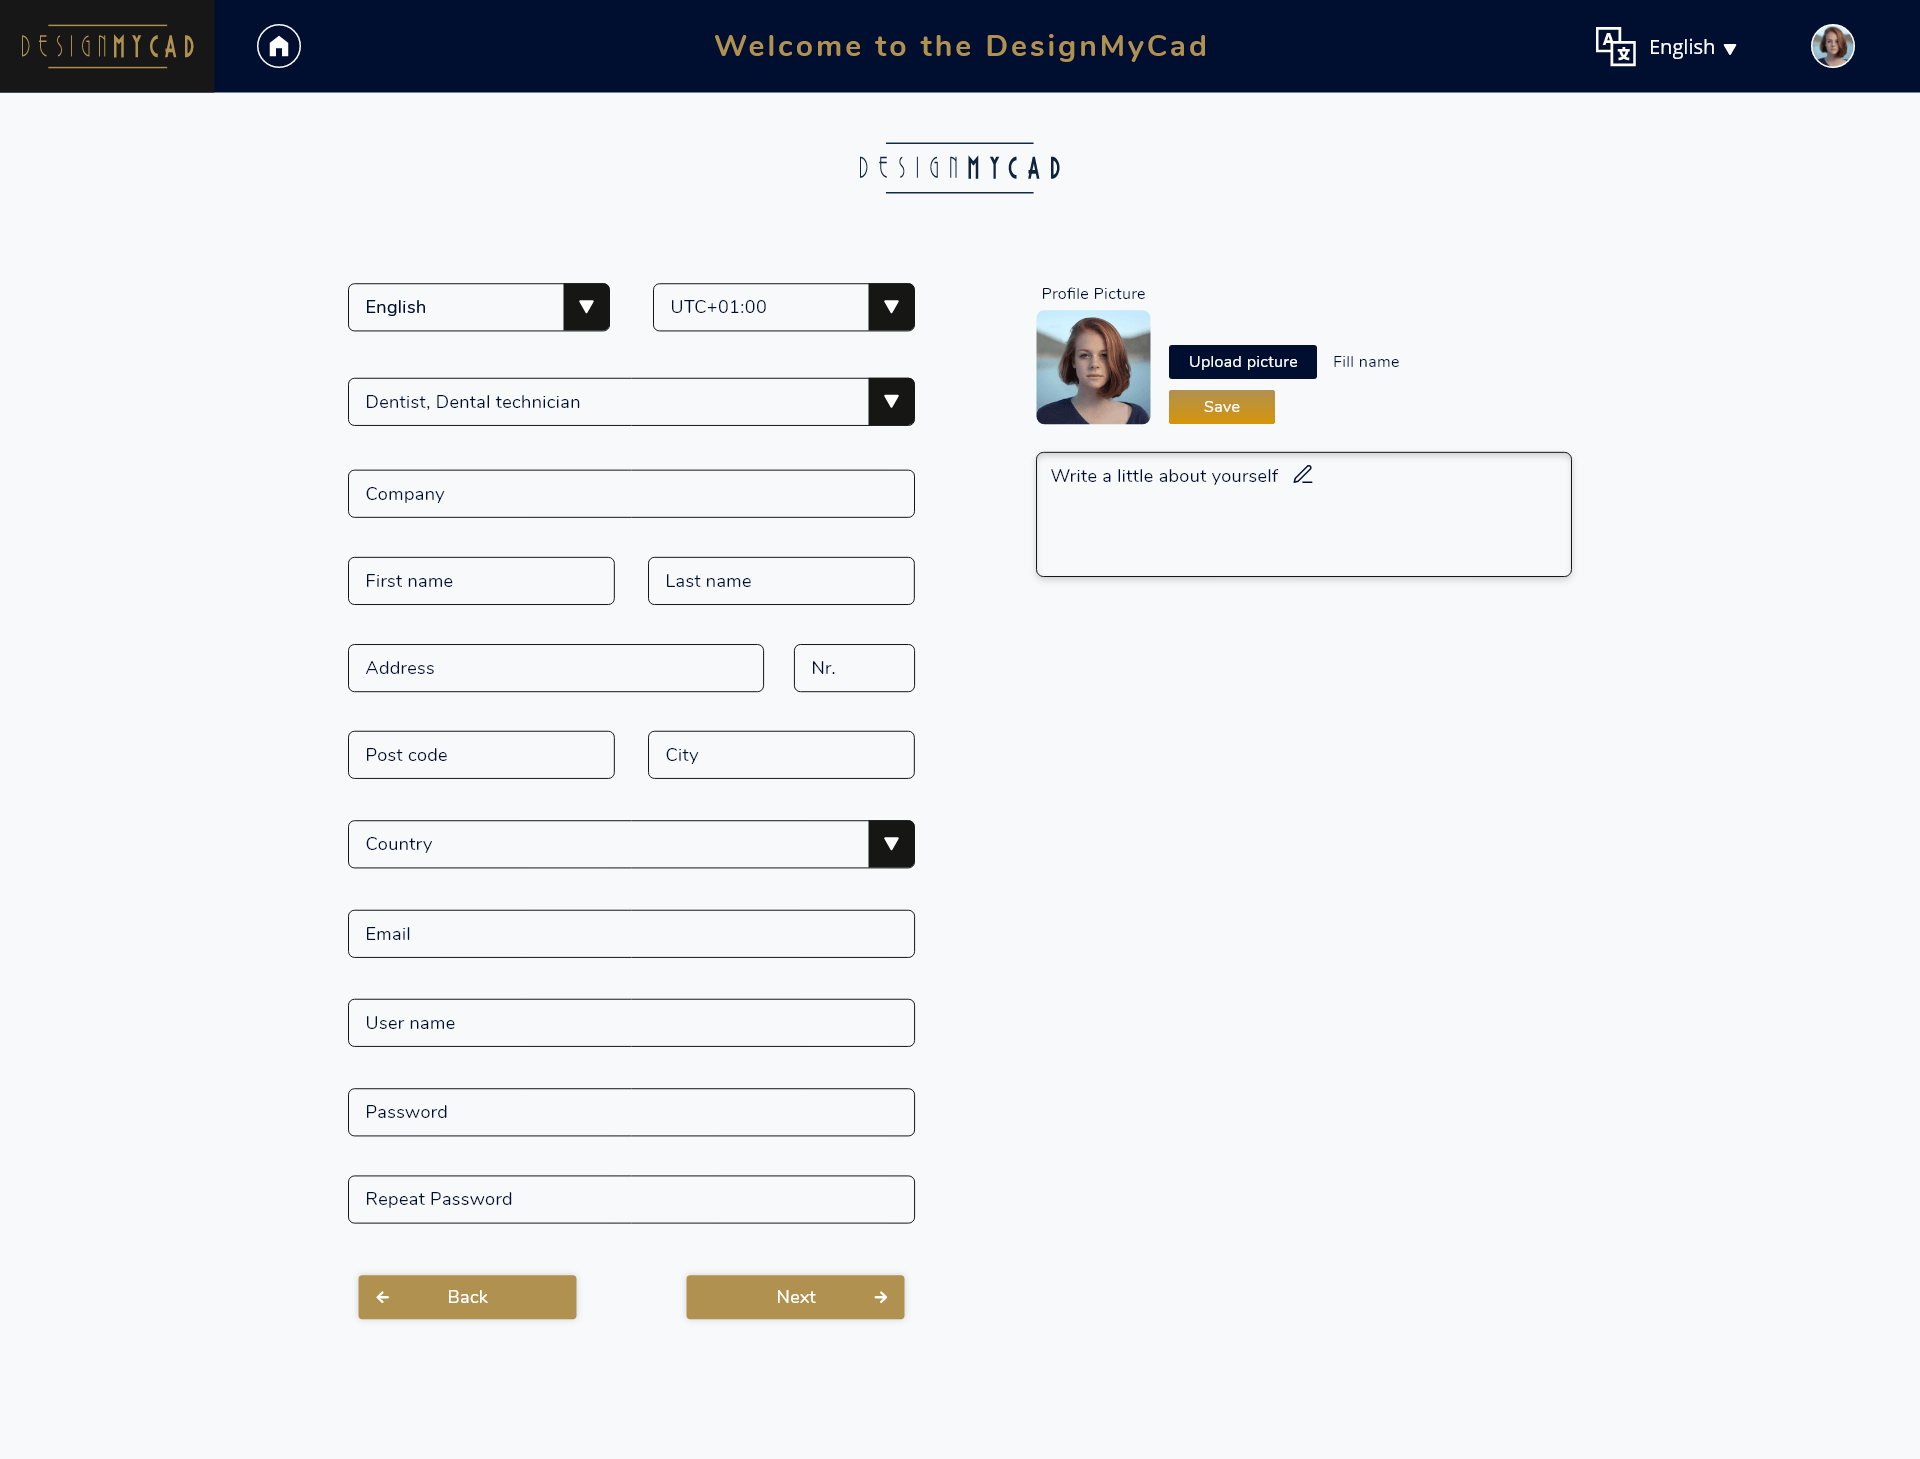 DESIGNMYCAD
Welcome to the DesignMyCad
A 文
English
DESIGNMYCAD
English
UTC+01:00
Profile Picture
Upload picture
Fill name
Save
Dentist, Dental technician
Write a little about yourself
Company
First name
Last name
Address
Nr.
Post code
City
Country
Email
User name
Password
Repeat Password
Back
Next